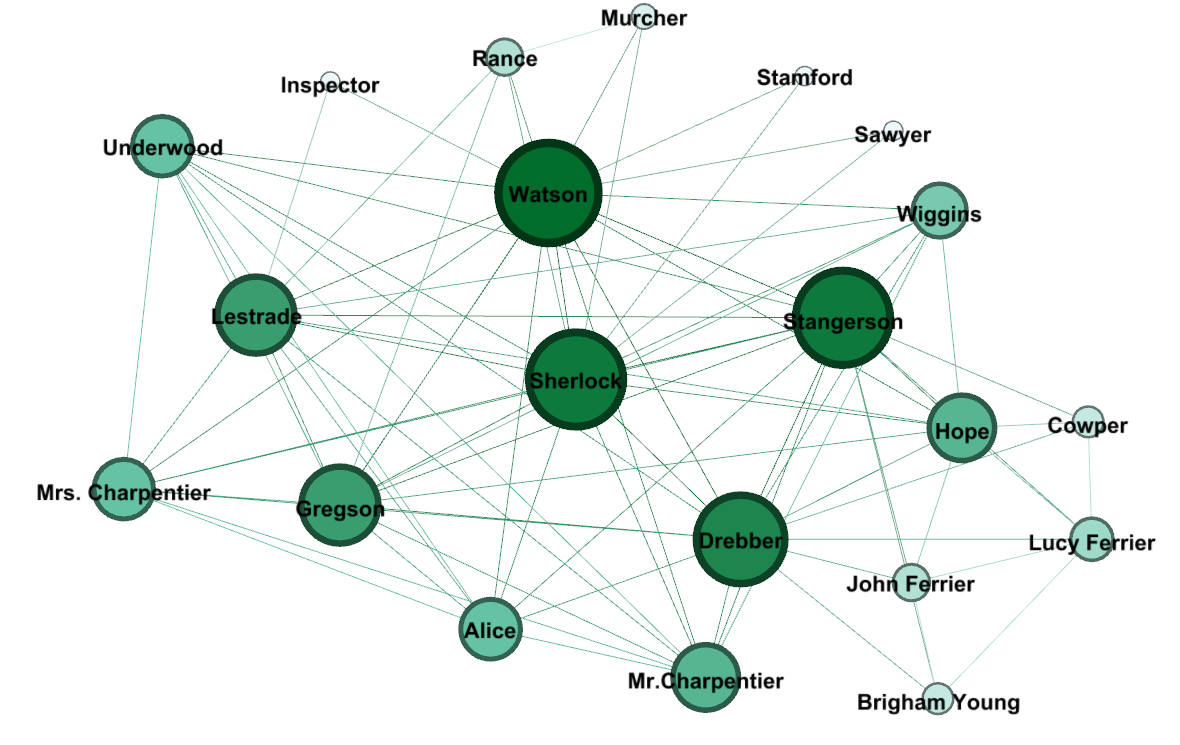 Murcher
Rance
Stamford
Inspector
Sawyer
Underwood
Watson
Wiggins
Lestrade
Stangerson
Sherlock
Cowper
Hope
Mrs. Charpentier
Gregson
Drebber
Lucy Ferrier
John Ferrier
Alice
Mr.Charpentier
Brigham Young